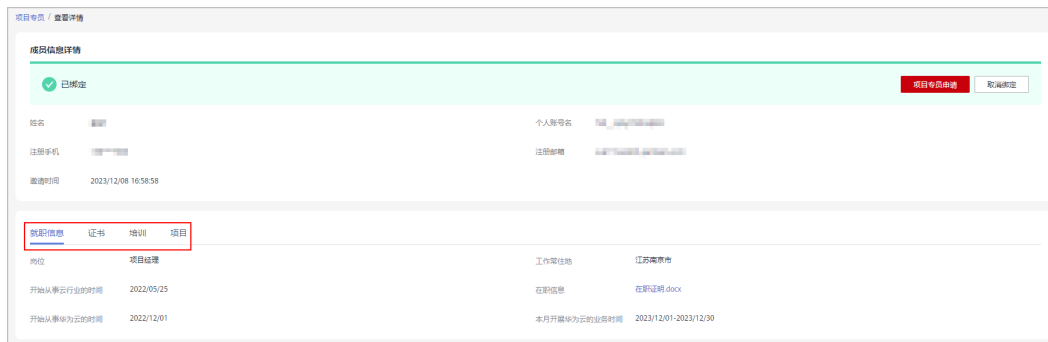 项目专员 / 查看详情
成员信息详情
已绑定
项目专员申请 取消绑定
姓名 个人账号名
注册手机 注册邮箱
邀请时间 2023/12/08 16:58:58
就职信息 证书 培训 项目
岗位 项目经理 工作常住地 江苏南京市
开始从事云行业的时间 2022/05/25 在职信息 在职证明.docx
开始从事华为云的时间 2022/12/01 本月开展华为云的业务时间 2023/12/01-2023/12/30